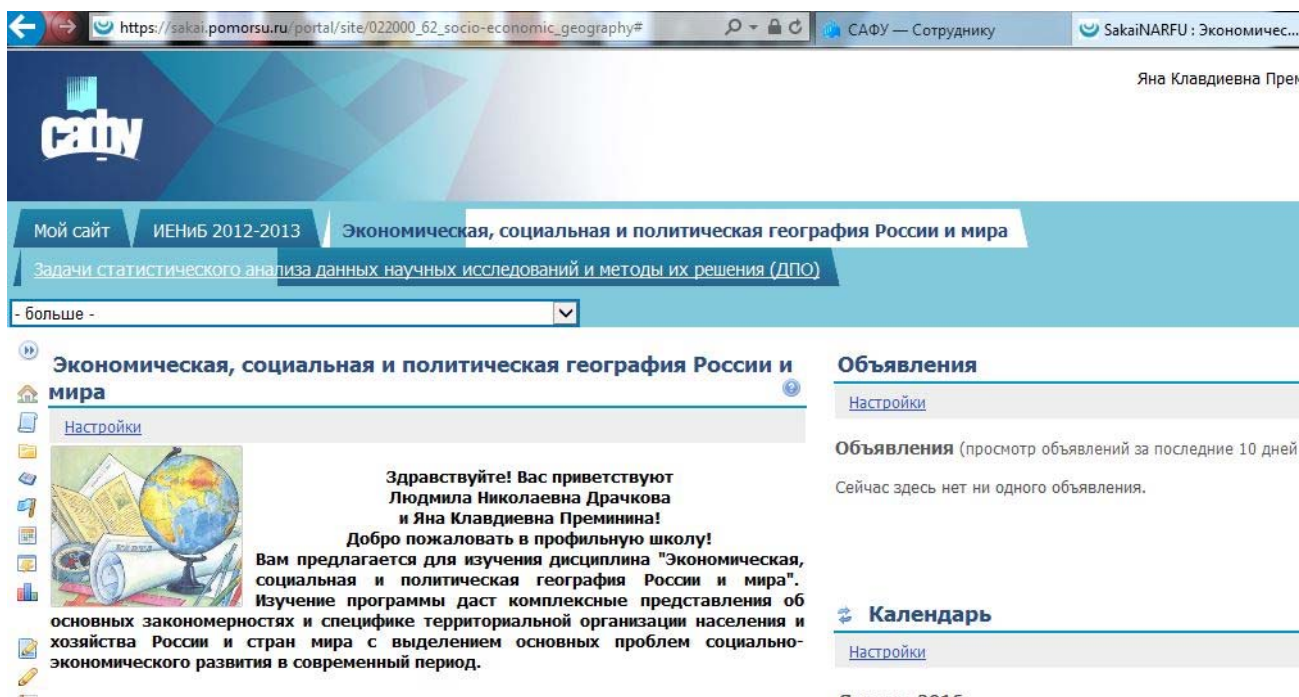 https://sakai.pomorsu.ru/portal/site/022000_62_socio-economic_geography#
САФУ — Сотруднику
SakaiNARFU : Экономичес...
Яна Клавдиевна
сафу
Мой сайт
ИЕНиБ 2012-2013
Экономическая, социальная и политическая география России и мира
Задачи статистического анализа данных научных исследований и методы их решения (ДПО)
- больше -
Экономическая, социальная и политическая география России и
мира
Настройки
Здравствуйте! Вас приветствуют
Людмила Николаевна Драчкова
и Яна Клавдиевна Преминина!
Добро пожаловать в профильную школу!
Вам предлагается для изучения дисциплина "Экономическая,
социальная и политическая география России и мира".
Изучение программы даст комплексные представления об
основных закономерностях и специфике территориальной организации населения и
хозяйства России и стран мира с выделением основных проблем социально-
экономического развития в современный период.
Объявления
Настройки
Объявления (просмотр объявлений за последние 10 дней
Сейчас здесь нет ни одного объявления.
Календарь
Настройки